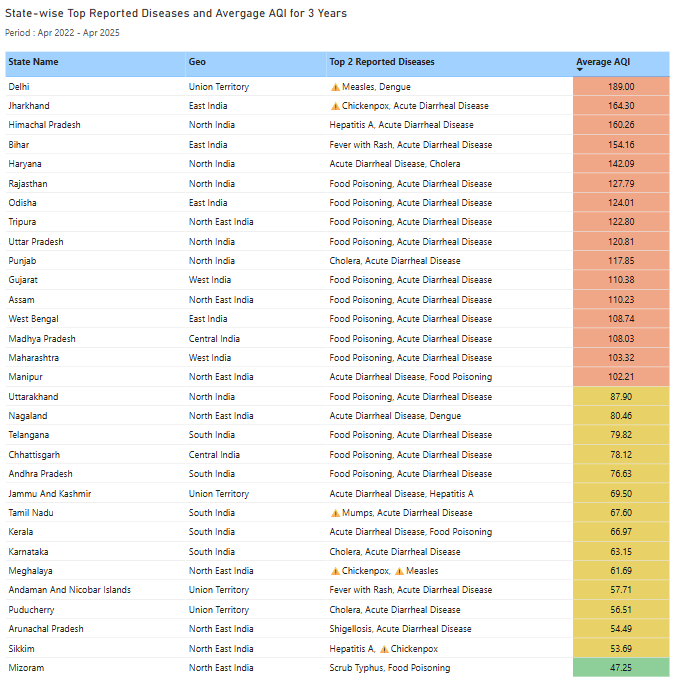 State-wise Top Reported Diseases and Avergage AQI for 3 Years
Period : Apr 2022 - Apr 2025
State Name Geo Top 2 Reported Diseases Average AQI
Delhi Union Territory ⚠ Measles, Dengue 189.00
Jharkhand East India ⚠ Chickenpox, Acute Diarrheal Disease 164.30
Himachal Pradesh North India Hepatitis A, Acute Diarrheal Disease 160.26
Bihar East India Fever with Rash, Acute Diarrheal Disease 154.16
Haryana North India Acute Diarrheal Disease, Cholera 142.09
Rajasthan North India Food Poisoning, Acute Diarrheal Disease 127.79
Odisha East India Food Poisoning, Acute Diarrheal Disease 124.01
Tripura North East India Food Poisoning, Acute Diarrheal Disease 122.80
Uttar Pradesh North India Food Poisoning, Acute Diarrheal Disease 120.81
Punjab North India Cholera, Acute Diarrheal Disease 117.85
Gujarat West India Food Poisoning, Acute Diarrheal Disease 110.38
Assam North East India Food Poisoning, Acute Diarrheal Disease 110.23
West Bengal East India Food Poisoning, Acute Diarrheal Disease 108.74
Madhya Pradesh Central India Food Poisoning, Acute Diarrheal Disease 108.03
Maharashtra West India Food Poisoning, Acute Diarrheal Disease 103.32
Manipur North East India Acute Diarrheal Disease, Food Poisoning 102.21
Uttarakhand North India Food Poisoning, Acute Diarrheal Disease 87.90
Nagaland North East India Acute Diarrheal Disease, Dengue 80.46
Telangana South India Food Poisoning, Acute Diarrheal Disease 79.82
Chhattisgarh Central India Food Poisoning, Acute Diarrheal Disease 78.12
Andhra Pradesh South India Food Poisoning, Acute Diarrheal Disease 76.63
Jammu And Kashmir Union Territory Acute Diarrheal Disease, Hepatitis A 69.50
Tamil Nadu South India ⚠ Mumps, Acute Diarrheal Disease 67.60
Kerala South India Acute Diarrheal Disease, Food Poisoning 66.97
Karnataka South India Cholera, Acute Diarrheal Disease 63.15
Meghalaya North East India ⚠ Chickenpox, ⚠ Measles 61.69
Andaman And Nicobar Islands Union Territory Fever with Rash, Acute Diarrheal Disease 57.71
Puducherry Union Territory Cholera, Acute Diarrheal Disease 56.51
Arunachal Pradesh North East India Shigellosis, Acute Diarrheal Disease 54.49
Sikkim North East India Hepatitis A, ⚠ Chickenpox 53.69
Mizoram North East India Scrub Typhus, Food Poisoning 47.25